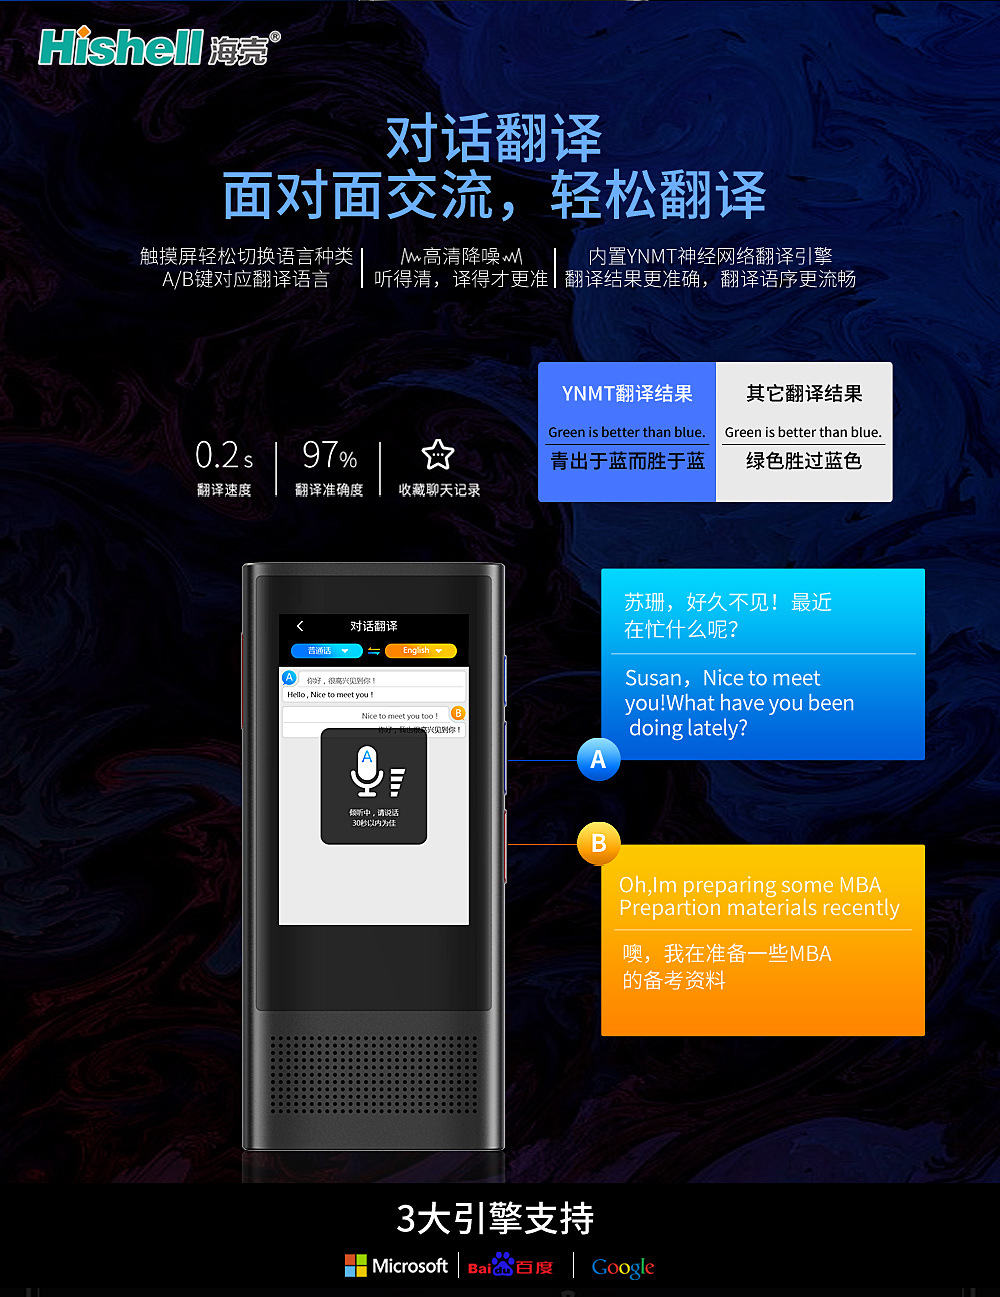 Hishell 海壳®
对话翻译
面对面交流，轻松翻译
触摸屏轻松切换语言种类
A/B键对应翻译语言
高清降噪
听得清，译得才更准
内置YNMT神经网络翻译引擎
翻译结果更准确，翻译语序更流畅
YNMT翻译结果
Green is better than blue.
青出于蓝而胜于蓝
其它翻译结果
Green is better than blue.
绿色胜过蓝色
0.2s
翻译速度
97%
翻译准确度
收藏聊天记录
对话翻译
普通话
English
A
你好，很高兴见到你！
Hello , Nice to meet you !
B
Nice to meet you too !
你好，我也很高兴见到你！
A
倾听中，请说话
30秒以内为佳
苏珊，好久不见！最近
在忙什么呢？
Susan，Nice to meet
you!What have you been
doing lately?
A
B
Oh,Im preparing some MBA
Prepartion materials recently
噢，我在准备一些MBA
的备考资料
3大引擎支持
Microsoft
Bai du 百度
Google